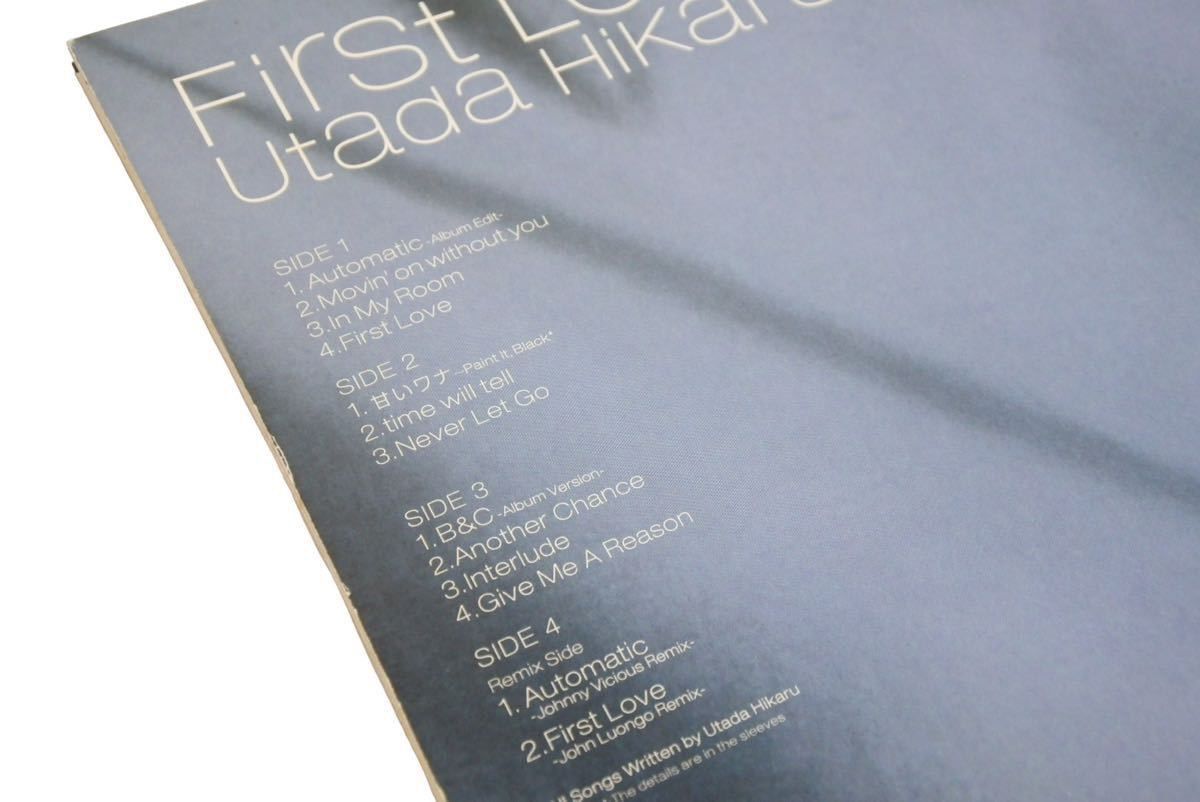 First
Utada Hikaru
SIDE 1
1. Automatic -Album Edit-
2.Movin' on without you
3.In My Room
4.First Love
SIDE 2
1. 甘いワナ ~Paint It, Black*
2.time will tell
3.Never Let Go
SIDE 3
1.B&C -Album Version-
2.Another Chance
3.Interlude
4.Give Me A Reason
SIDE 4
Remix Side
1. Automatic
-Johnny Vicious Remix-
2.First Love
-John Luongo Remix-
Songs Written by Utada Hikaru
* The details are in the sleeves